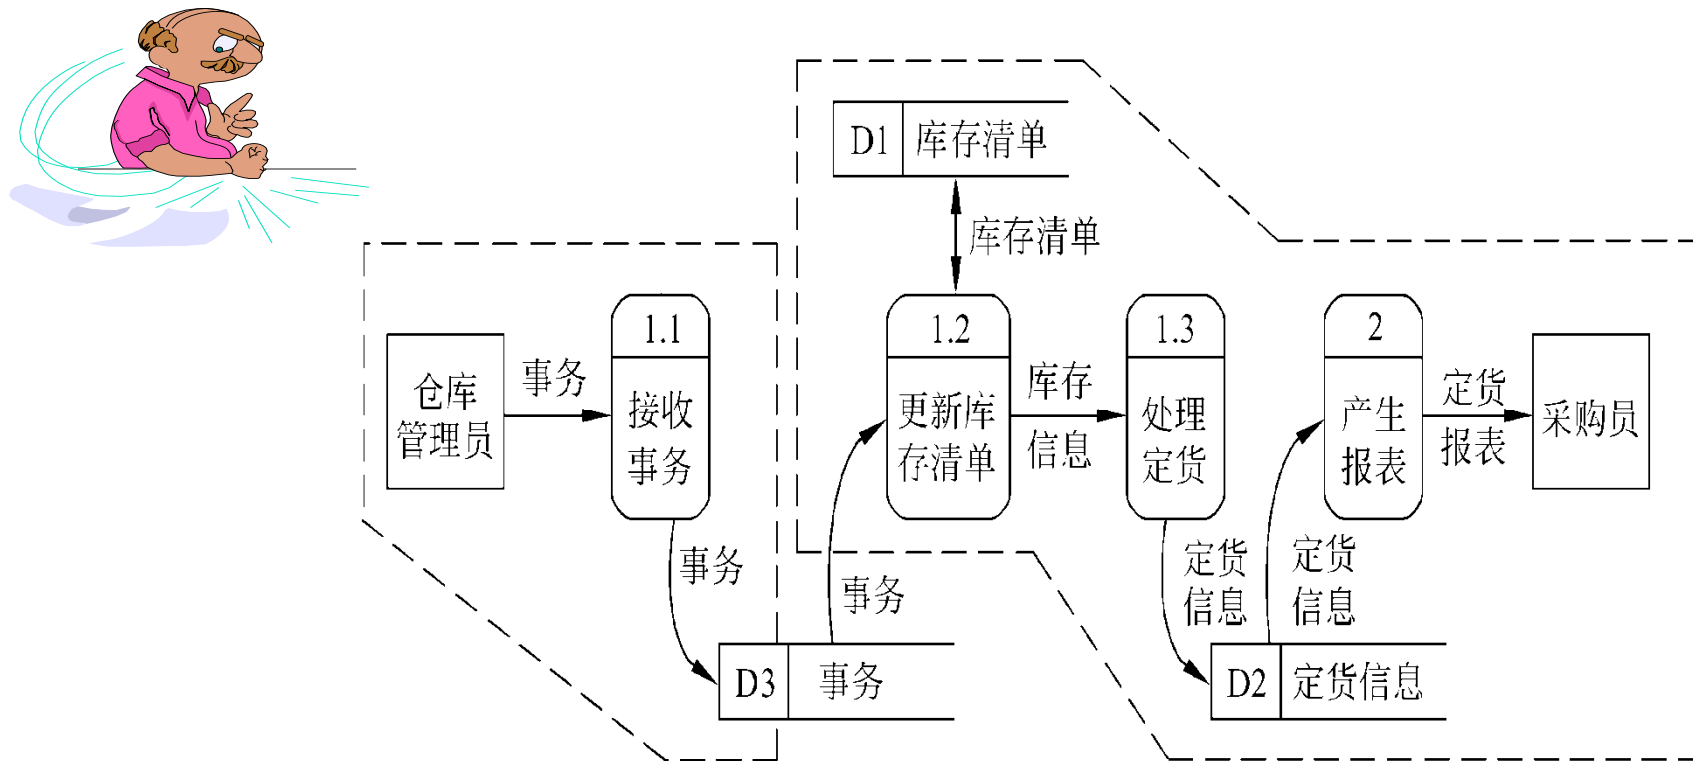 D1 库存清单
库存清单
仓库
管理员
事务
1.1
接收
事务
事务
D3 事务
事务
1.2
更新库
存清单
库存
信息
1.3
处理
定货
定货
信息
D2 定货信息
定货
信息
2
产生
报表
定货
报表
采购员